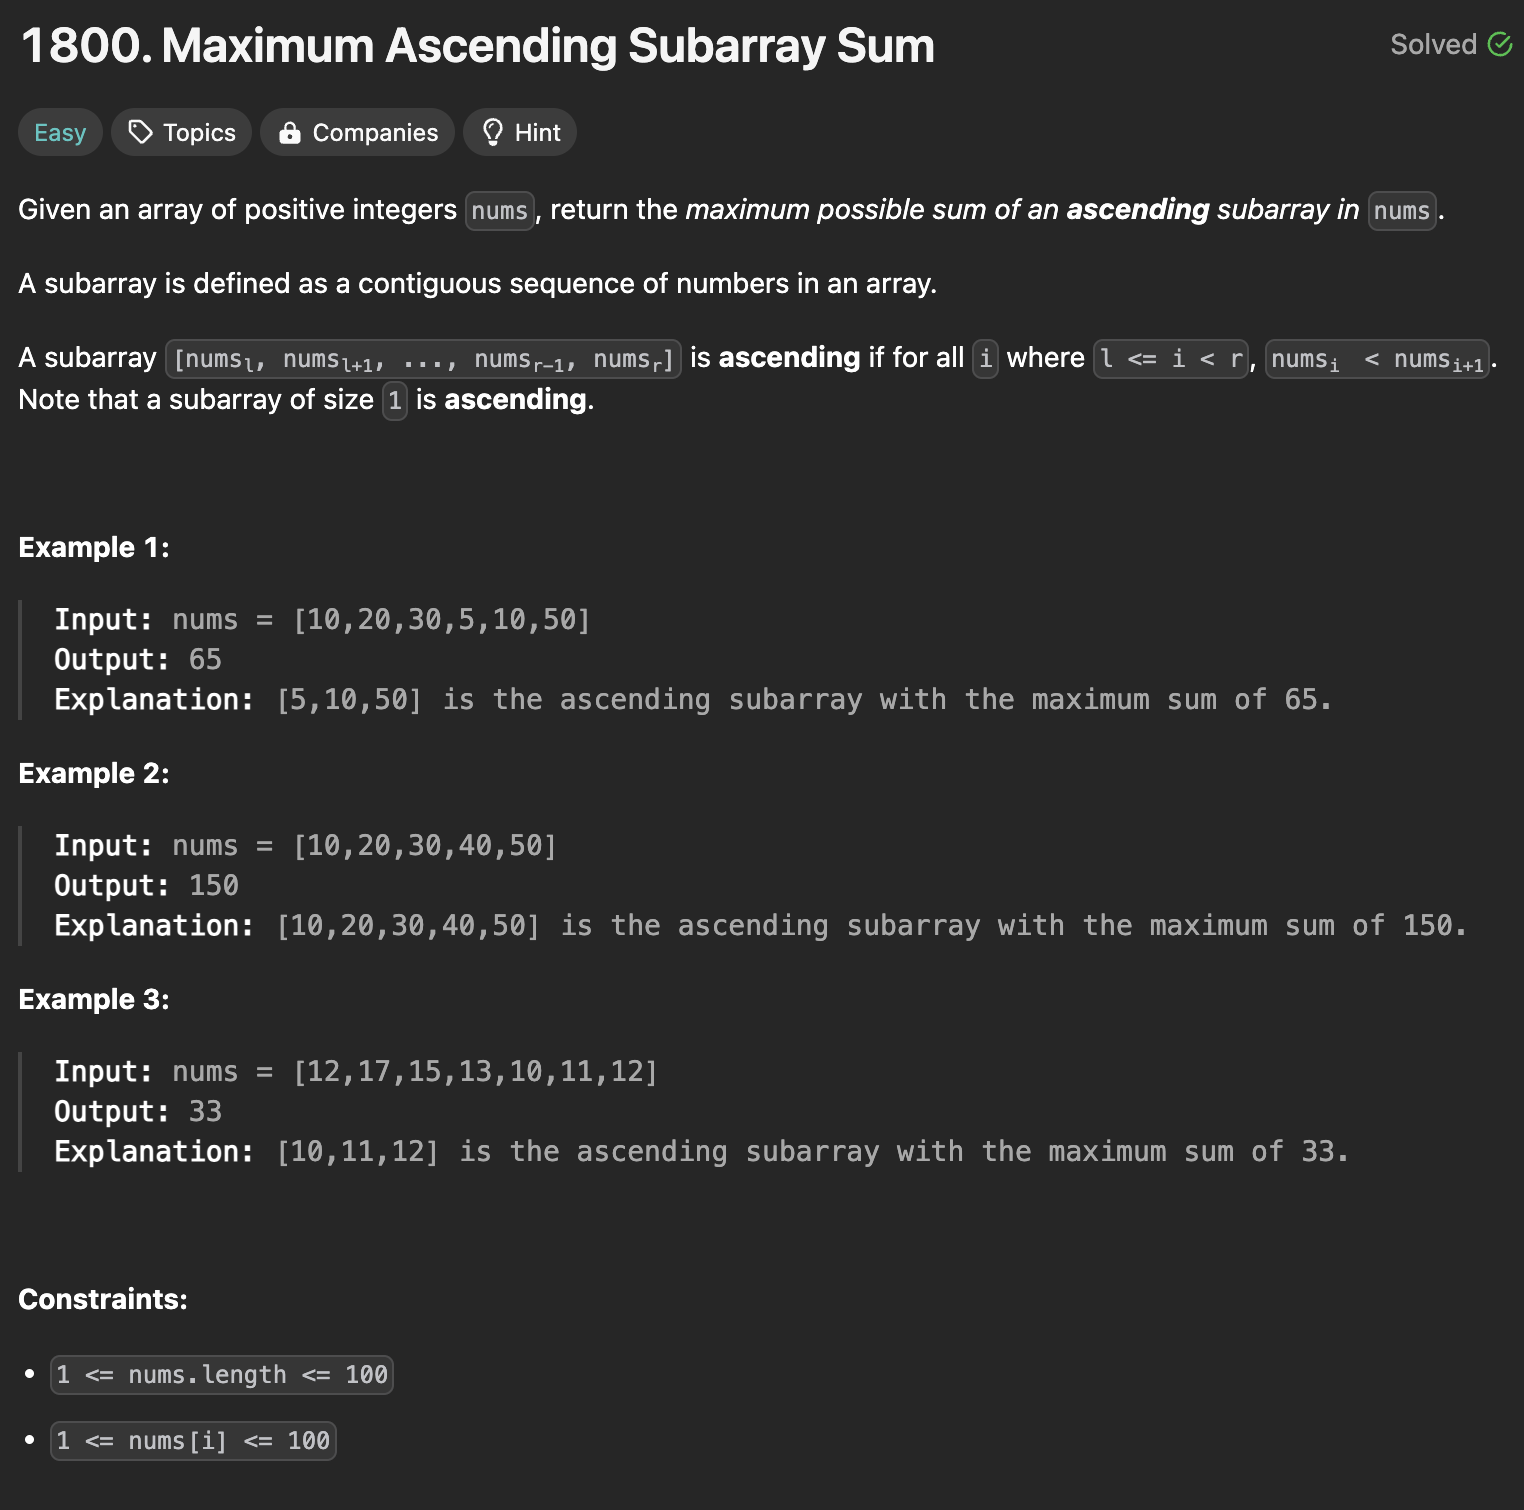 1800. Maximum Ascending Subarray Sum
Solved
Easy Topics Companies Hint
Given an array of positive integers nums, return the maximum possible sum of an ascending subarray in nums.
A subarray is defined as a contiguous sequence of numbers in an array.
A subarray [numsl, numsl+1, ..., numsr-1, numsr] is ascending if for all i where l <= i < r, numsi < numsi+1.
Note that a subarray of size 1 is ascending.
Example 1:
Input: nums = [10,20,30,5,10,50]
Output: 65
Explanation: [5,10,50] is the ascending subarray with the maximum sum of 65.
Example 2:
Input: nums = [10,20,30,40,50]
Output: 150
Explanation: [10,20,30,40,50] is the ascending subarray with the maximum sum of 150.
Example 3:
Input: nums = [12,17,15,13,10,11,12]
Output: 33
Explanation: [10,11,12] is the ascending subarray with the maximum sum of 33.
Constraints:
• 1 <= nums.length <= 100
• 1 <= nums[i] <= 100